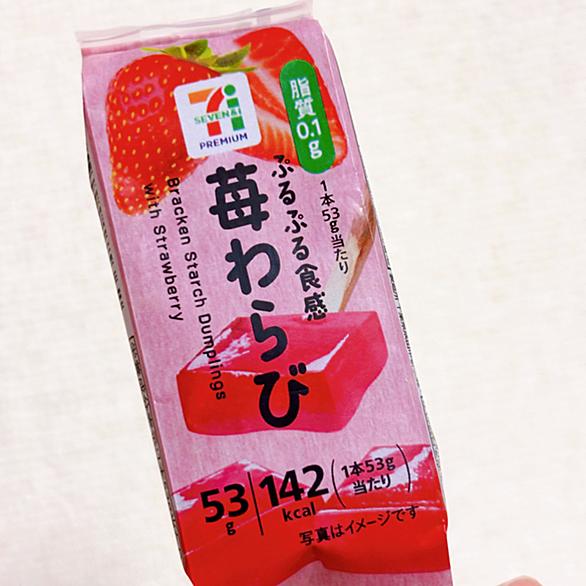 SEVEN&i
PREMIUM
脂質0.1g
1本53g当たり
ぷるぷる食感
苺わらび
Bracken Starch Dumplings
with Strawberry
53g
142kcal
(1本53g
当たり)
写真はイメージです